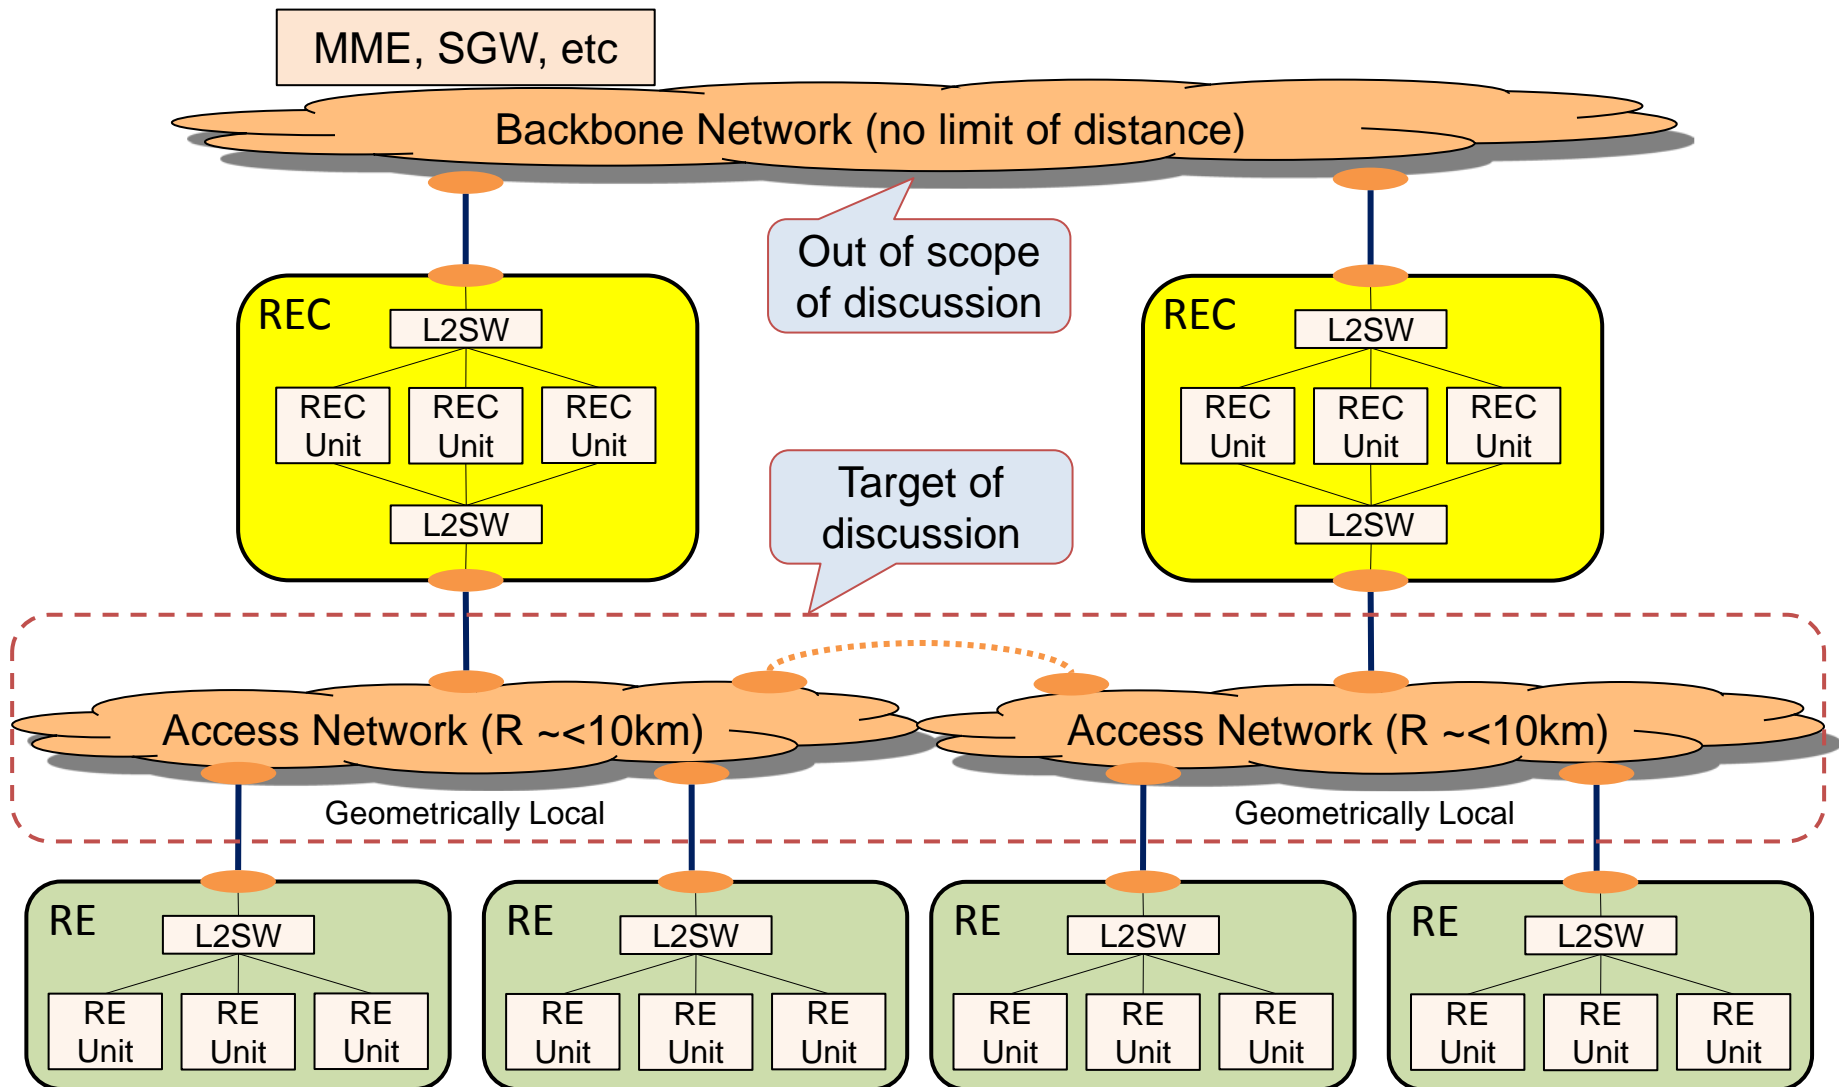 MME, SGW, etc
Backbone Network (no limit of distance)
Out of scope
of discussion
REC
L2SW
REC
Unit
REC
Unit
REC
Unit
L2SW
REC
L2SW
REC
Unit
REC
Unit
REC
Unit
L2SW
Target of
discussion
Access Network (R ~<10km)
Access Network (R ~<10km)
Geometrically Local
Geometrically Local
RE
L2SW
RE
Unit
RE
Unit
RE
Unit
RE
L2SW
RE
Unit
RE
Unit
RE
Unit
RE
L2SW
RE
Unit
RE
Unit
RE
Unit
RE
L2SW
RE
Unit
RE
Unit
RE
Unit